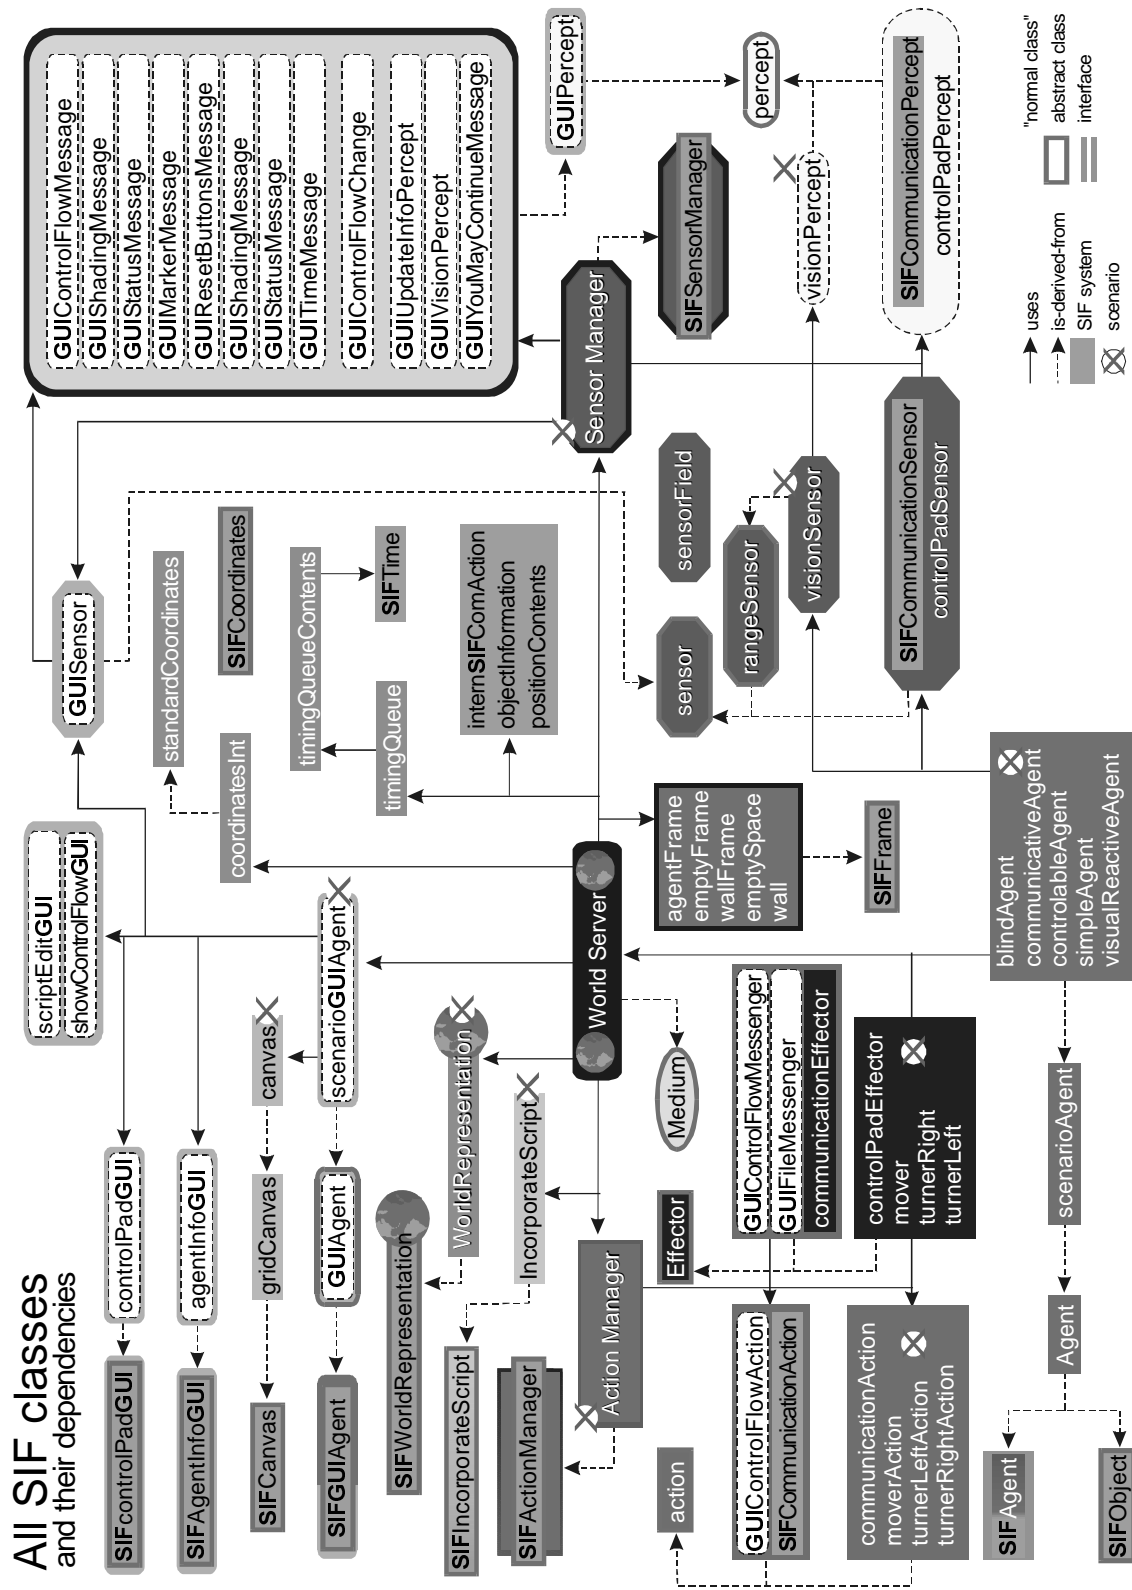 All SIF classes
and their dependencies
SIFcontrolPadGUI
controlPadGUI
scriptEditGUI
showControlFlowGUI
SIFAgentInfoGUI
agentInfoGUI
GUISensor
SIFCanvas
gridCanvas
canvas
coordinatesInt
standardCoordinates
SIFCoordinates
SIFGUIAgent
GUIAgent
scenarioGUIAgent
timingQueue
timingQueueContents
SIFTime
SIFWorldRepresentation
WorldRepresentation
internSIFComAction
objectInformation
positionContents
SIFIncorporateScript
IncorporateScript
SIFActionManager
Action Manager
World Server
Sensor Manager
GUIControlFlowMessage
GUIShadingMessage
GUIStatusMessage
GUIMarkerMessage
GUIResetButtonsMessage
GUIShadingMessage
GUIStatusMessage
GUITimeMessage
GUIControlFlowChange
GUIUpdateInfoPercept
GUIVisionPercept
GUIYouMayContinueMessage
GUIPercept
action
Effector
Medium
agentFrame
emptyFrame
wallFrame
emptySpace
wall
sensor
sensorField
SIFSensorManager
percept
GUIControlFlowAction
SIFCommunicationAction
GUIControlFlowMessenger
GUIFileMessenger
communicationEffector
SIFFrame
rangeSensor
visionSensor
visionPercept
communicationAction
moverAction
turnerLeftAction
turnerRightAction
controlPadEffector
mover
turnerRight
turnerLeft
SIFCommunicationSensor
controlPadSensor
SIFCommunicationPercept
controlPadPercept
SIFAgent
SIFObject
Agent
scenarioAgent
blindAgent
communicativeAgent
controlableAgent
simpleAgent
visualReactiveAgent
uses
is-derived-from
SIF system
scenario
"normal class"
abstract class
interface